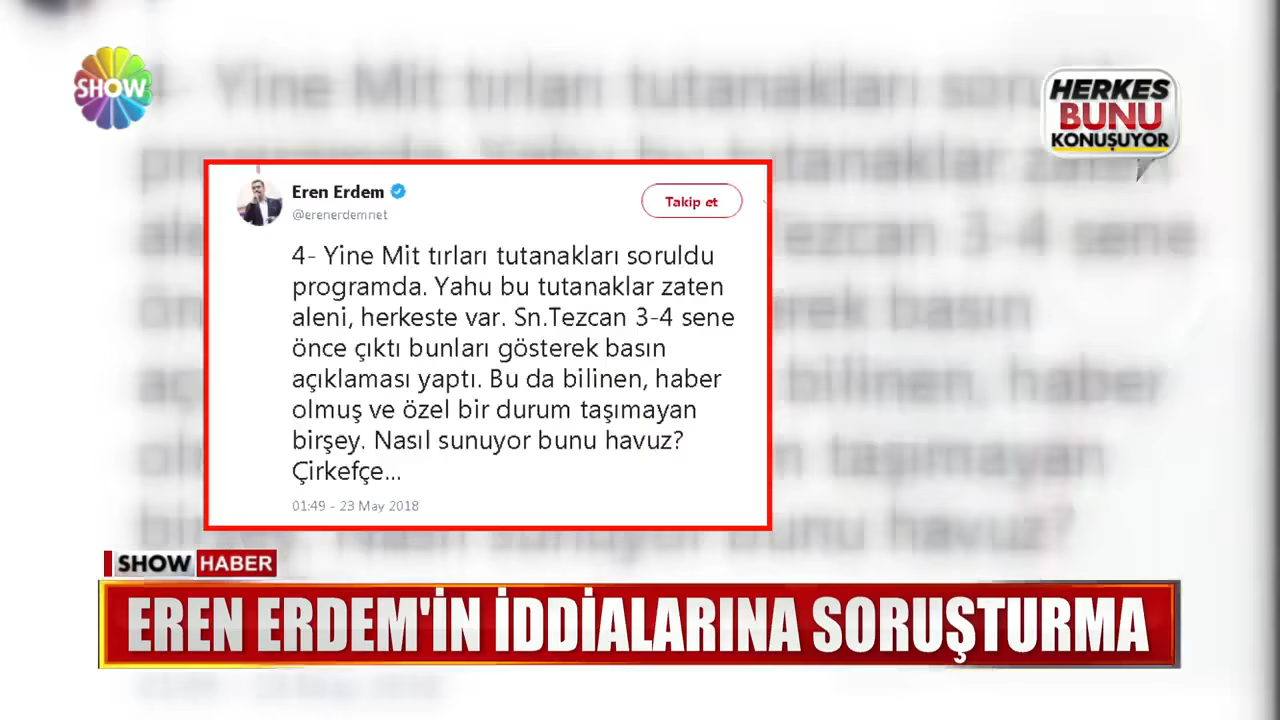 SHOW
HERKES
BUNU
KONUŞUYOR
Eren Erdem
@erenerdemnet
Takip et
4- Yine Mit tırları tutanakları soruldu
programda. Yahu bu tutanaklar zaten
aleni, herkeste var. Sn.Tezcan 3-4 sene
önce çıktı bunları gösterek basın
açıklaması yaptı. Bu da bilinen, haber
olmuş ve özel bir durum taşımayan
birşey. Nasıl sunuyor bunu havuz?
Çirkefçe...
01:49 - 23 May 2018
SHOW HABER
EREN ERDEM'İN İDDİALARINA SORUŞTURMA